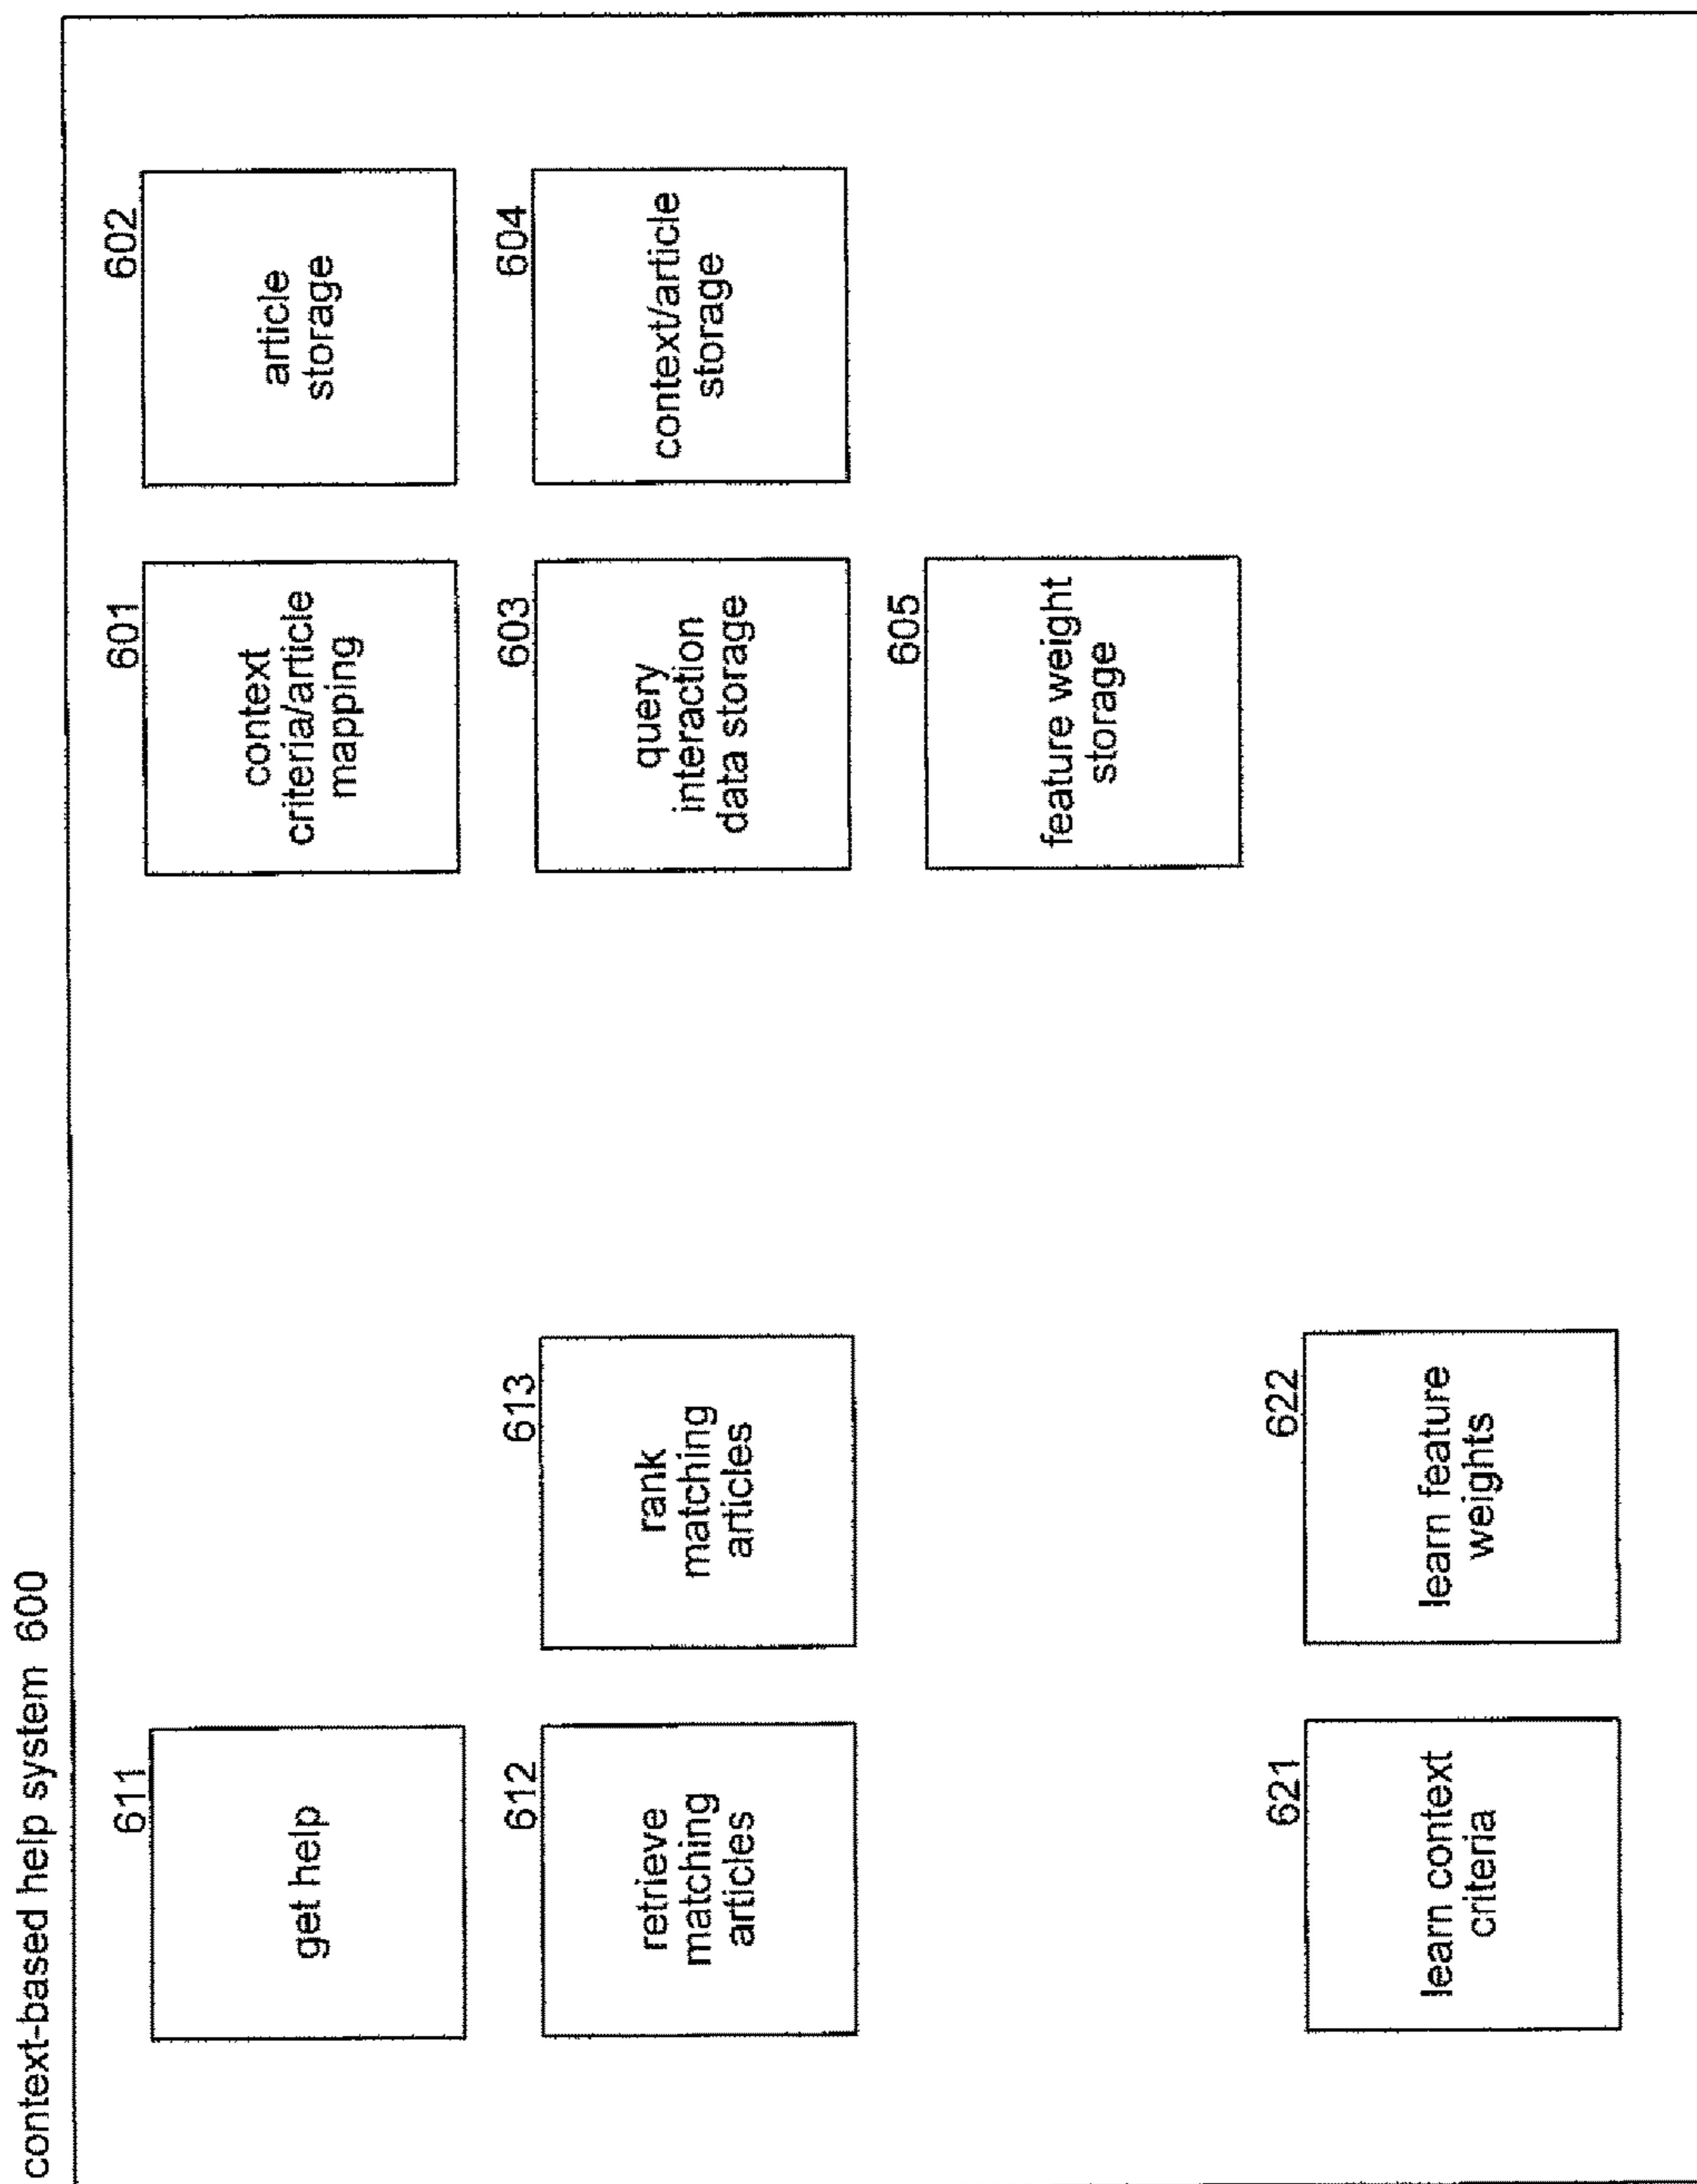 context-based help system 600
611
get help
601
context
criteria/article
mapping
602
article
storage
612
retrieve
matching
articles
613
rank
matching
articles
603
query
interaction
data storage
604
context/article
storage
605
feature weight
storage
621
learn context
criteria
622
learn feature
weights